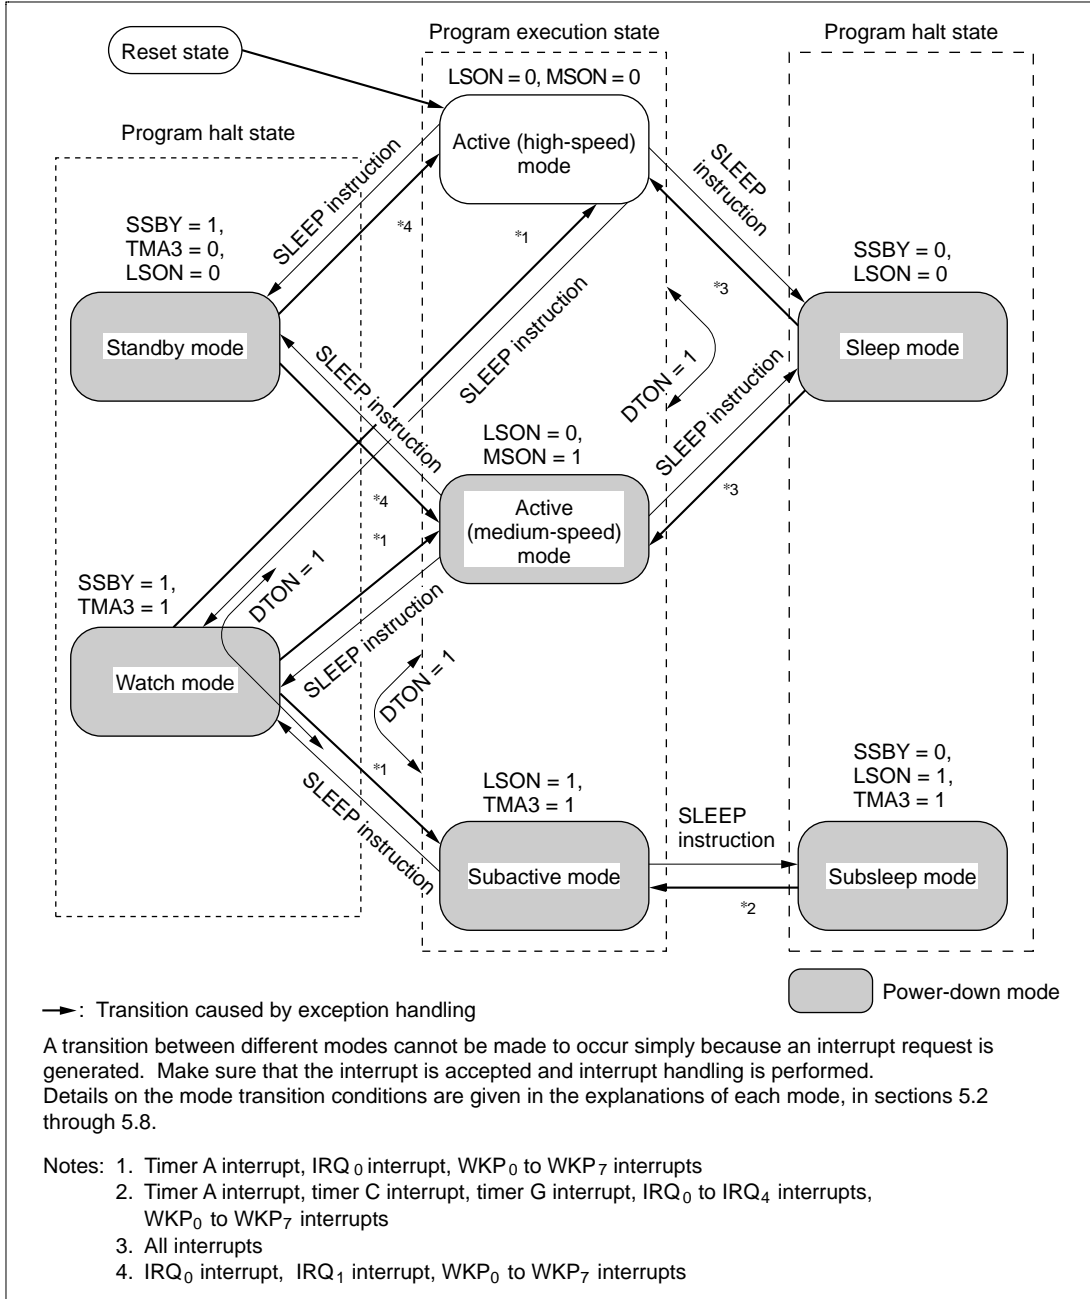 Program execution state
Program halt state
Reset state
LSON = 0, MSON = 0
Program halt state
Active (high-speed)
mode
SLEEP instruction
SLEEP
instruction
*4
*1
SSBY = 1,
TMA3 = 0,
LSON = 0
SSBY = 0,
LSON = 0
*3
Standby mode
SLEEP instruction
SLEEP instruction
DTON = 1
SLEEP instruction
Sleep mode
LSON = 0,
MSON = 1
*4
*3
Active
(medium-speed)
mode
*1
DTON = 1
SSBY = 1,
TMA3 = 1
SLEEP instruction
Watch mode
DTON = 1
*1
SLEEP instruction
LSON = 1,
TMA3 = 1
SSBY = 0,
LSON = 1,
TMA3 = 1
SLEEP
instruction
Subactive mode
Subsleep mode
*2
Power-down mode
: Transition caused by exception handling
A transition between different modes cannot be made to occur simply because an interrupt request is
generated. Make sure that the interrupt is accepted and interrupt handling is performed.
Details on the mode transition conditions are given in the explanations of each mode, in sections 5.2
through 5.8.
Notes: 1. Timer A interrupt, IRQ0 interrupt, WKP0 to WKP7 interrupts
2. Timer A interrupt, timer C interrupt, timer G interrupt, IRQ0 to IRQ4 interrupts,
WKP0 to WKP7 interrupts
3. All interrupts
4. IRQ0 interrupt, IRQ1 interrupt, WKP0 to WKP7 interrupts